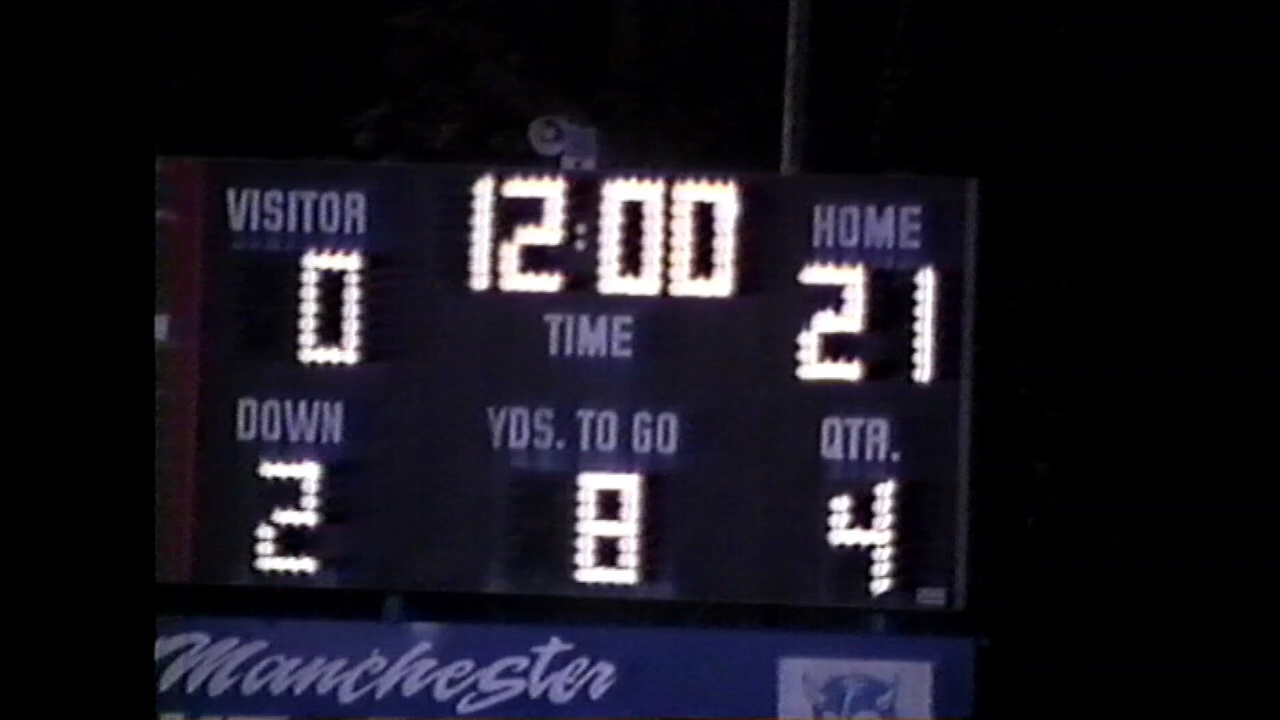 VISITOR 12:00 HOME
0 TIME 21
DOWN YDS. TO GO QTR.
2 8 4
Manchester